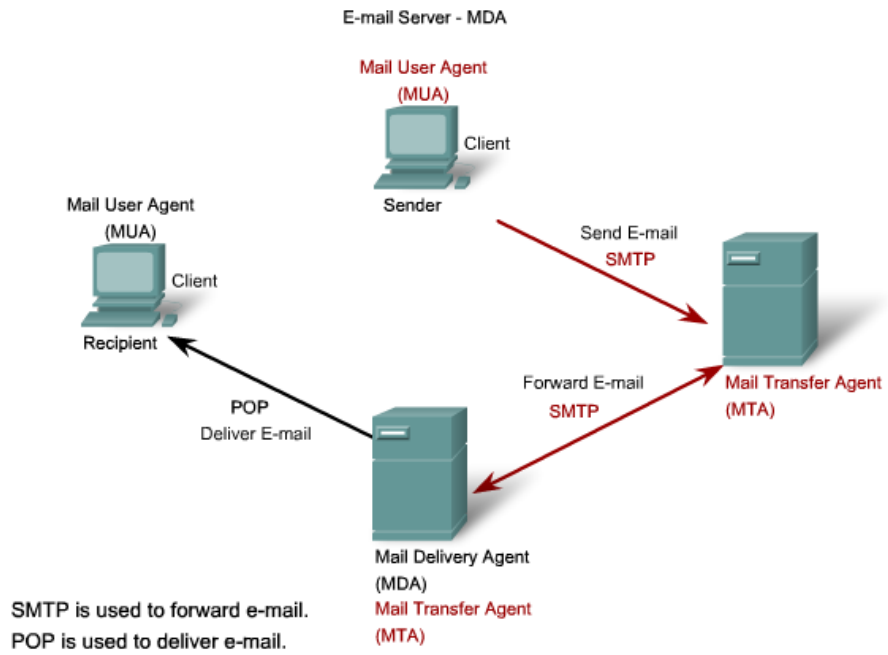 E-mail Server - MDA
Mail User Agent
(MUA)
Client
Sender
Mail User Agent
(MUA)
Client
Recipient
Send E-mail
SMTP
Mail Transfer Agent
(MTA)
Forward E-mail
SMTP
POP
Deliver E-mail
Mail Delivery Agent
(MDA)
Mail Transfer Agent
(MTA)
SMTP is used to forward e-mail.
POP is used to deliver e-mail.